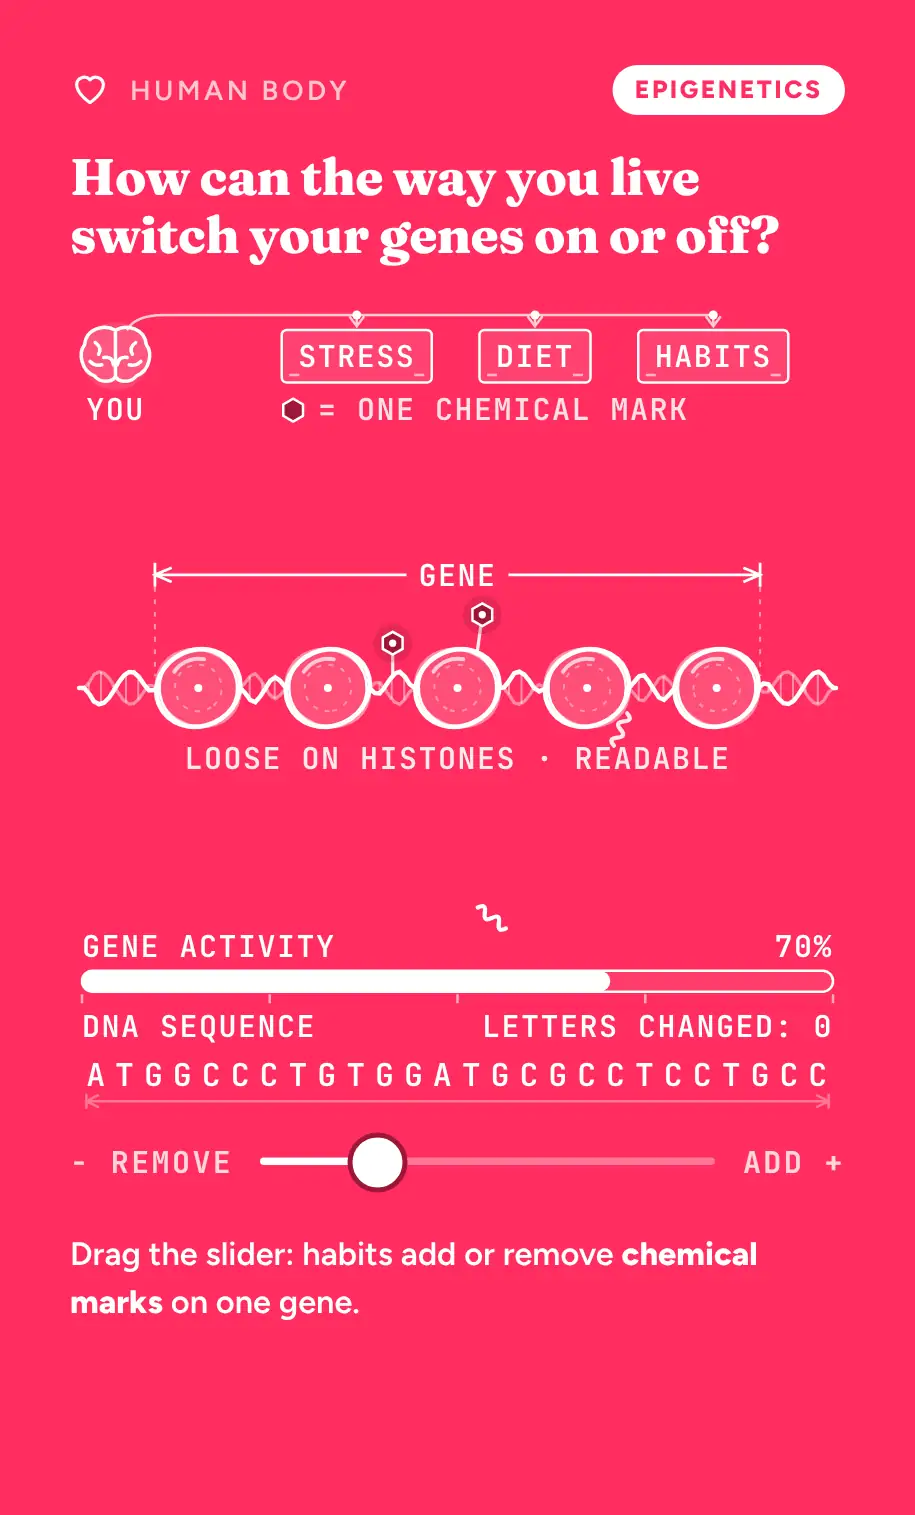 HUMAN BODY
EPIGENETICS
How can the way you live
switch your genes on or off?
STRESS DIET HABITS
YOU
= ONE CHEMICAL MARK
GENE
LOOSE ON HISTONES · READABLE
GENE ACTIVITY 70%
DNA SEQUENCE LETTERS CHANGED: 0
ATGGCCCTGTGGATGCGCCTCCTGCC
- REMOVE ADD +
Drag the slider: habits add or remove chemical
marks on one gene.